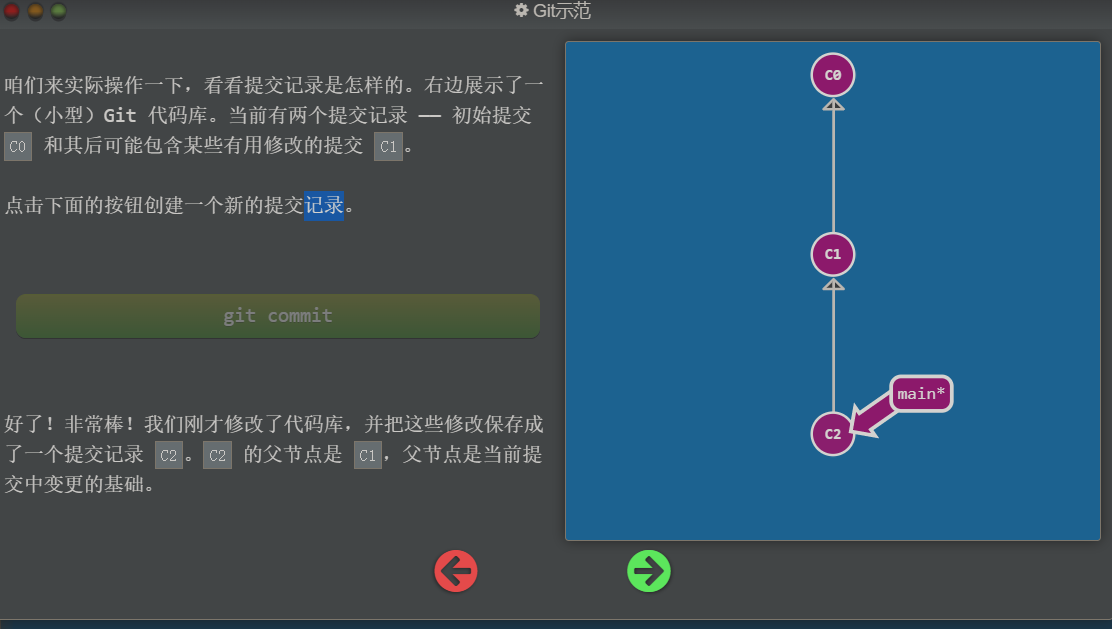 Git示范
咱们来实际操作一下，看看提交记录是怎样的。右边展示了一
个（小型）Git 代码库。当前有两个提交记录 —— 初始提交
C0 和其后可能包含某些有用修改的提交 C1。
点击下面的按钮创建一个新的提交记录。
git commit
好了！非常棒！我们刚才修改了代码库，并把这些修改保存成
了一个提交记录 C2。C2 的父节点是 C1，父节点是当前提
交中变更的基础。
C0
C1
main*
C2